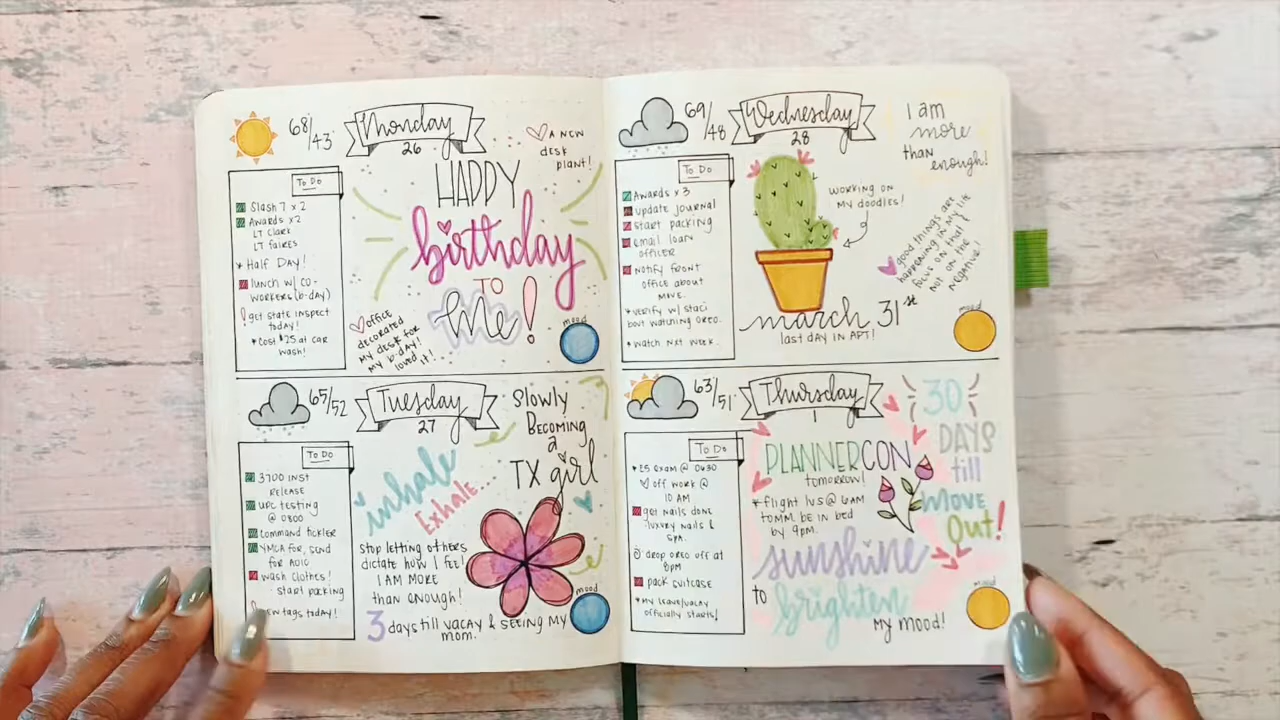 68/43°
Monday
26
A NEW
desk
plant!
To Do
Slash 7 x 2
Awards x2
LT Clark
LT Faires
* Half Day!
lunch w/ co-
workers (b-day)
! get state inspect
today!
* Cost $25 at car
wash!
HAPPY
birthday
TO
Me!
office
decorated
my desk for
my b-day!
loved it!
mood
65/52
Tuesday
27
To Do
3700 inst
release
upc testing
@ 0800
command tickler
YMCA for, send
for AOIC
wash clothes!
start packing
tags today!
Slowly
Becoming
a
TX girl
inhale
Exhale...
Stop letting others
dictate how I feel!
I AM MORE
than enough!
3 days till vacay & seeing my
mom.
mood
69/48
Wednesday
28
I am
more
than
enough!
To Do
Awards x 3
update journal
start packing
email loan
officer
notify front
office about
move.
* verify w/ staci
bout watching oreo.
* watch nxt week.
working on
my doodles!
good things are
happening in my life
focus on that
not on the
negative!
march 31st
last day in APT!
mood
63/51°
Thursday
1
To Do
* exam @ 0630
off work @
10 AM
get nails done
luxury nails &
spa.
drop oreo off at
8pm
pack suitcase
* my leave/vacay
officially starts!
PLANNERCON
tomorrow!
* flight lvs @ 6AM
tomm. be in bed
by 9pm.
30
DAYS
till
MOVE
Out!
sunshine
to
brighten
my mood!
mood